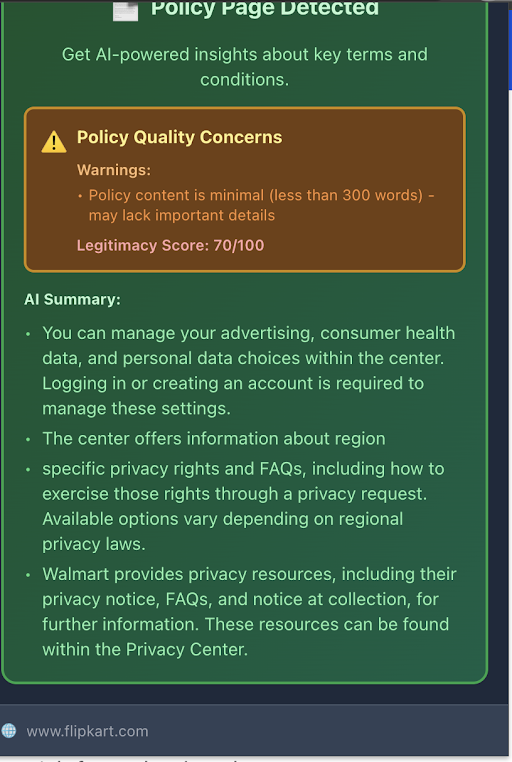 Policy Page Detected
Get AI-powered insights about key terms and
conditions.
Policy Quality Concerns
Warnings:
• Policy content is minimal (less than 300 words) -
may lack important details
Legitimacy Score: 70/100
AI Summary:
• You can manage your advertising, consumer health
data, and personal data choices within the center.
Logging in or creating an account is required to
manage these settings.
• The center offers information about region
• specific privacy rights and FAQs, including how to
exercise those rights through a privacy request.
Available options vary depending on regional
privacy laws.
• Walmart provides privacy resources, including their
privacy notice, FAQs, and notice at collection, for
further information. These resources can be found
within the Privacy Center.
www.flipkart.com